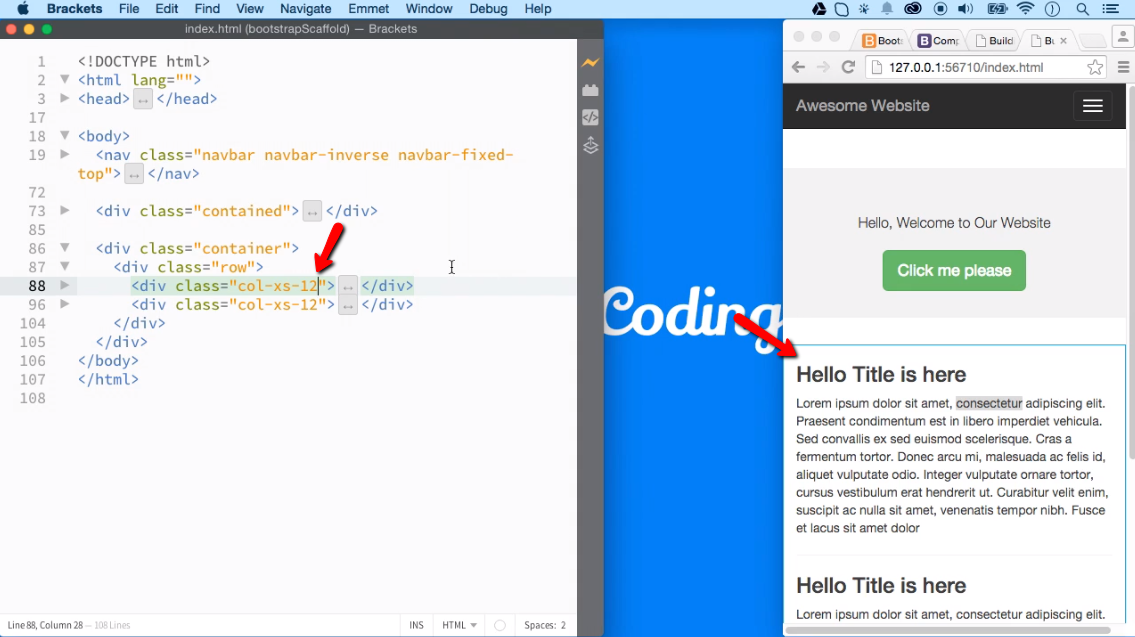 Brackets File Edit Find View Navigate Emmet Window Debug Help
index.html (bootstrapScaffold) — Brackets
1 <!DOCTYPE html>
2 <html lang="">
3 <head> </head>
17
18 <body>
19 <nav class="navbar navbar-inverse navbar-fixed-
top"> </nav>
72
73 <div class="contained"> </div>
85
86 <div class="container">
87 <div class="row">
88 <div class="col-xs-12"> </div>
96 <div class="col-xs-12"> </div>
104 </div>
105 </div>
106 </body>
107 </html>
108
Line 88, Column 28 — 108 Lines
INS HTML Spaces: 2
Coding
Boots Comp Build Bu
127.0.0.1:56710/index.html
Awesome Website
Hello, Welcome to Our Website
Click me please
Hello Title is here
Lorem ipsum dolor sit amet, consectetur adipiscing elit.
Praesent condimentum est in libero imperdiet vehicula.
Sed convallis ex sed euismod scelerisque. Cras a
fermentum tortor. Donec arcu mi, malesuada ac felis id,
aliquet vulputate odio. Integer vulputate ornare tortor,
cursus vestibulum erat hendrerit ut. Curabitur velit enim,
suscipit ac nulla sit amet, venenatis tempor nibh. Fusce
et lacus sit amet dolor
Hello Title is here
Lorem ipsum dolor sit amet, consectetur adipiscing elit.